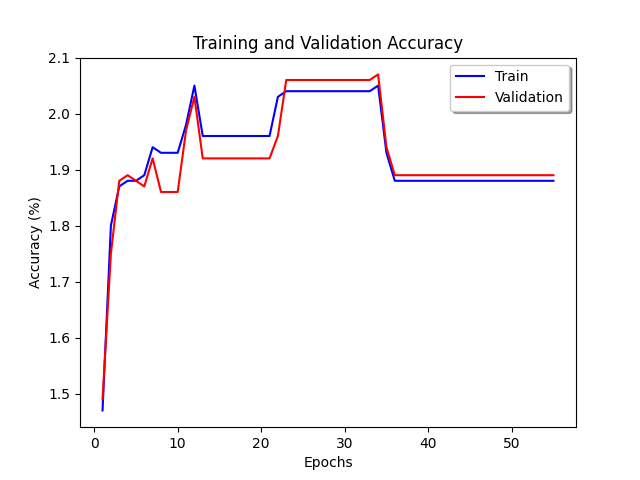 Training and Validation Accuracy
Train
Validation
Accuracy (%)
2.1
2.0
1.9
1.8
1.7
1.6
1.5
0 10 20 30 40 50
Epochs